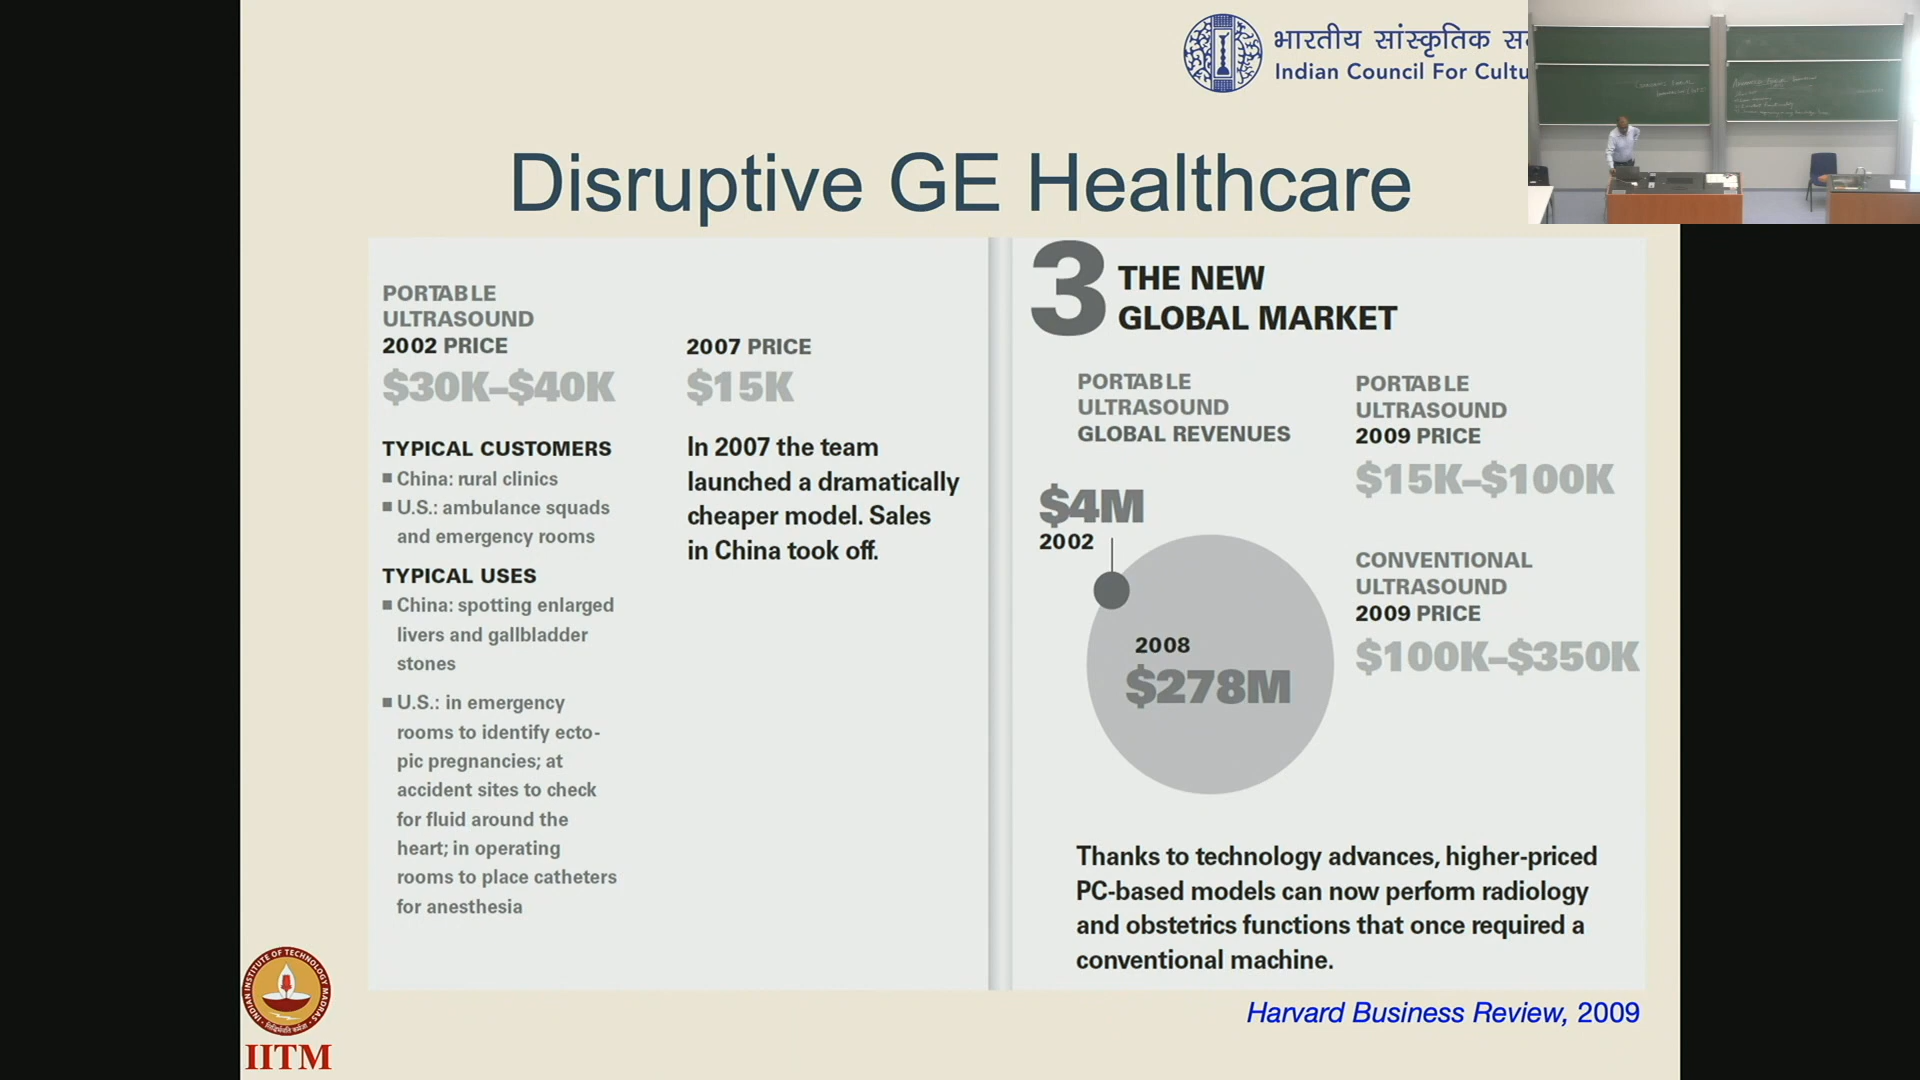 भारतीय सांस्कृतिक
Indian Council For
Disruptive GE Healthcare
PORTABLE
ULTRASOUND
2002 PRICE
$30K–$40K
TYPICAL CUSTOMERS
China: rural clinics
U.S.: ambulance squads
and emergency rooms
TYPICAL USES
China: spotting enlarged
livers and gallbladder
stones
U.S.: in emergency
rooms to identify ecto-
pic pregnancies; at
accident sites to check
for fluid around the
heart; in operating
rooms to place catheters
for anesthesia
2007 PRICE
$15K
In 2007 the team
launched a dramatically
cheaper model. Sales
in China took off.
3 THE NEW
GLOBAL MARKET
PORTABLE
ULTRASOUND
GLOBAL REVENUES
$4M
2002
2008
$278M
PORTABLE
ULTRASOUND
2009 PRICE
$15K–$100K
CONVENTIONAL
ULTRASOUND
2009 PRICE
$100K–$350K
Thanks to technology advances, higher-priced
PC-based models can now perform radiology
and obstetrics functions that once required a
conventional machine.
Harvard Business Review, 2009
INDIAN INSTITUTE OF TECHNOLOGY MADRAS
IITM